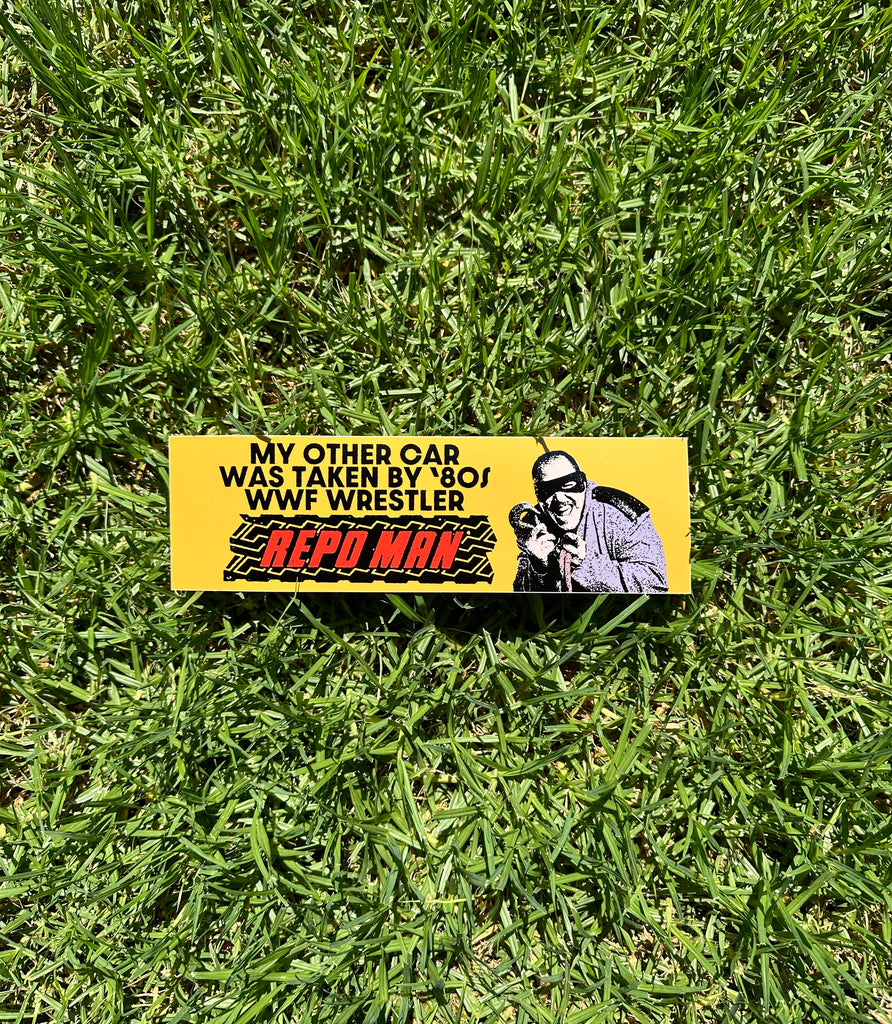 MY OTHER CAR
WAS TAKEN BY ‘80s
WWF WRESTLER
REPO MAN